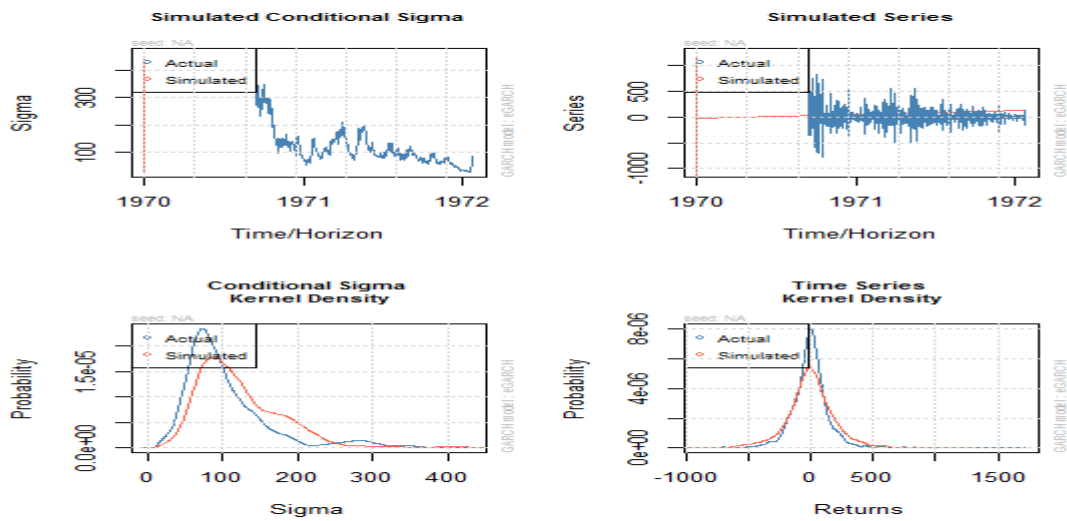 Simulated Conditional Sigma
seed: NA
Actual
Simulated
Sigma
300
100
GARCH model: eGARCH
1970
1971
1972
Time/Horizon
Simulated Series
seed: NA
Actual
Simulated
Series
500
0
-1000
GARCH model: eGARCH
1970
1971
1972
Time/Horizon
Conditional Sigma
Kernel Density
seed: NA
Actual
Simulated
Probability
1.5e-05
0.0e+00
GARCH model: eGARCH
0
100
200
300
400
Sigma
Time Series
Kernel Density
seed: NA
Actual
Simulated
Probability
8e-06
4e-06
0e+00
GARCH model: eGARCH
-1000
0
500
1500
Returns